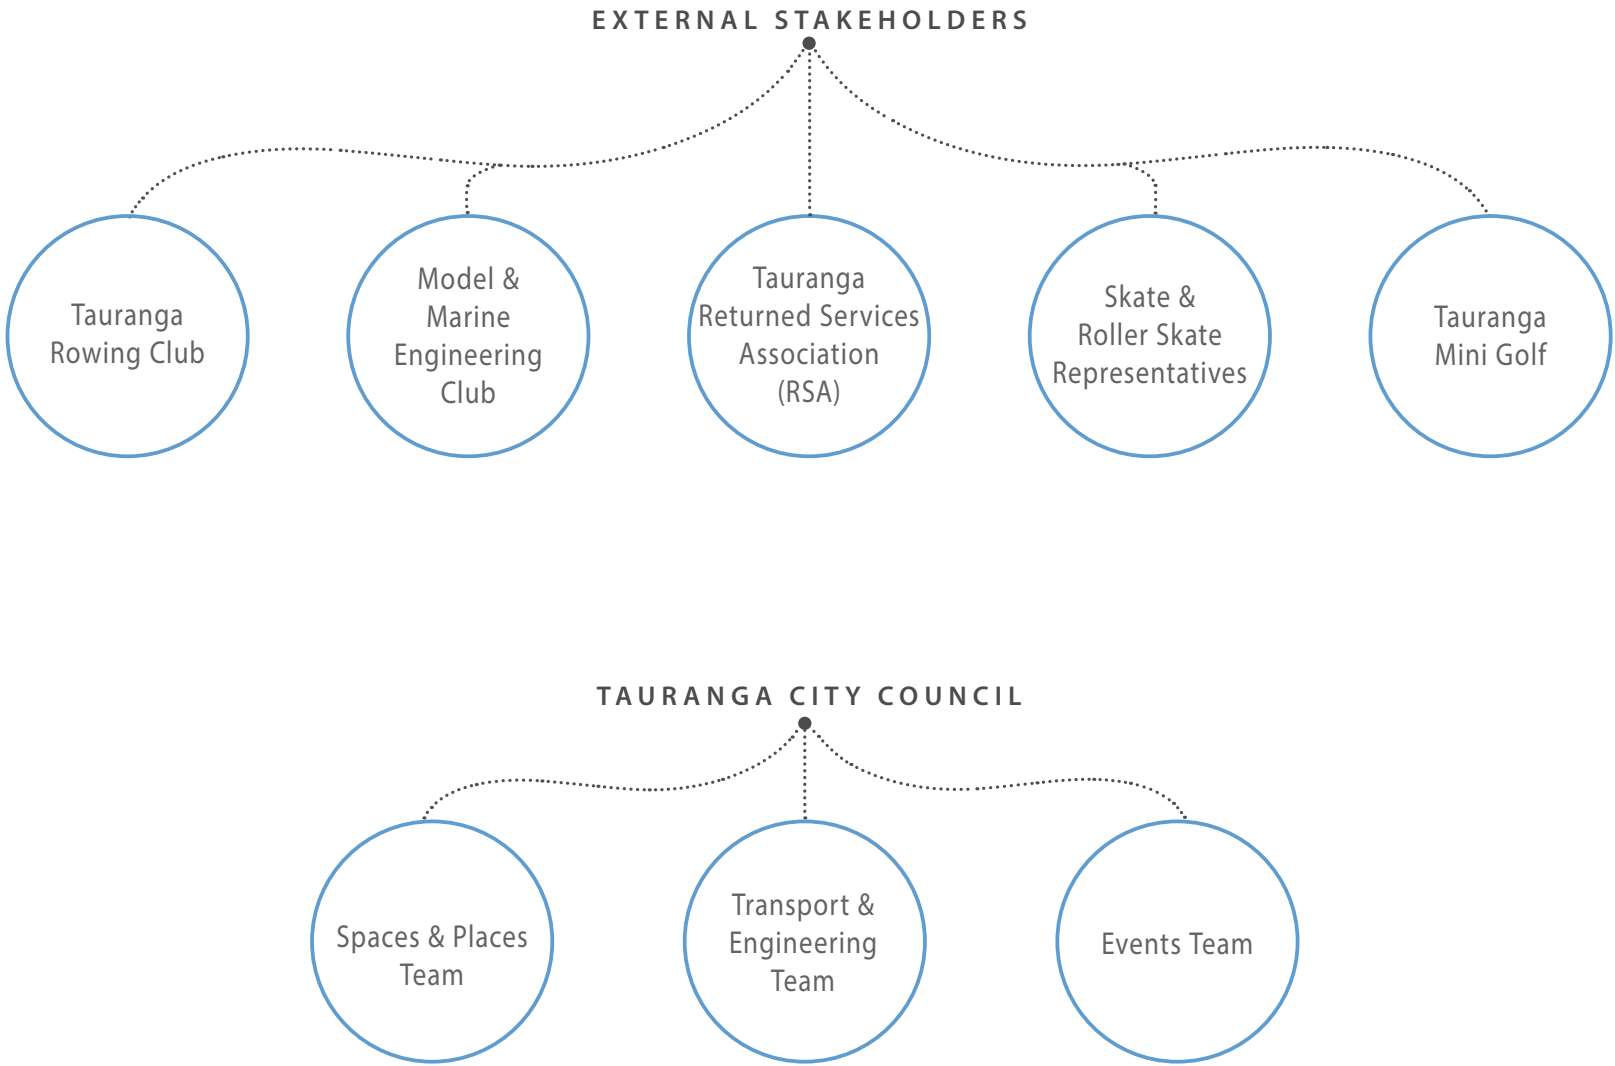 EXTERNAL STAKEHOLDERS
Tauranga
Rowing Club
Model &
Marine
Engineering
Club
Tauranga
Returned Services
Association
(RSA)
Skate &
Roller Skate
Representatives
Tauranga
Mini Golf
TAURANGA CITY COUNCIL
Spaces & Places
Team
Transport &
Engineering
Team
Events Team